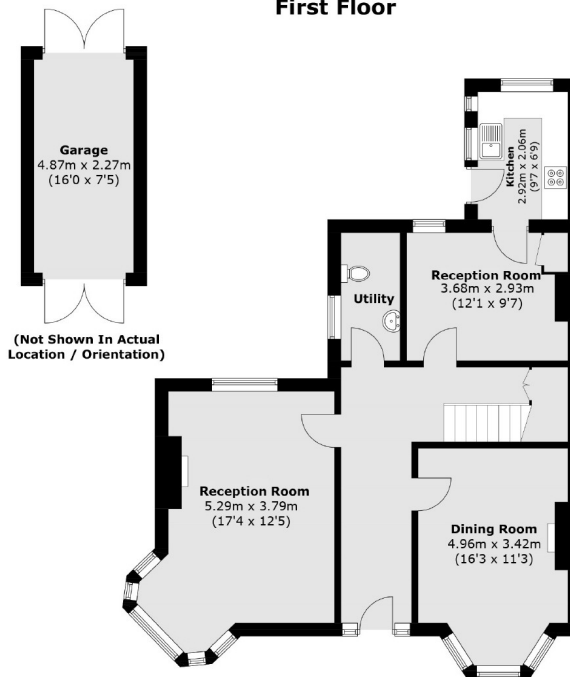 First Floor
Garage
4.87m x 2.27m
(16'0 x 7'5)
(Not Shown In Actual
Location / Orientation)
Kitchen
2.92m x 2.06m
(9'7 x 6'9)
Utility
Reception Room
3.68m x 2.93m
(12'1 x 9'7)
Reception Room
5.29m x 3.79m
(17'4 x 12'5)
Dining Room
4.96m x 3.42m
(16'3 x 11'3)